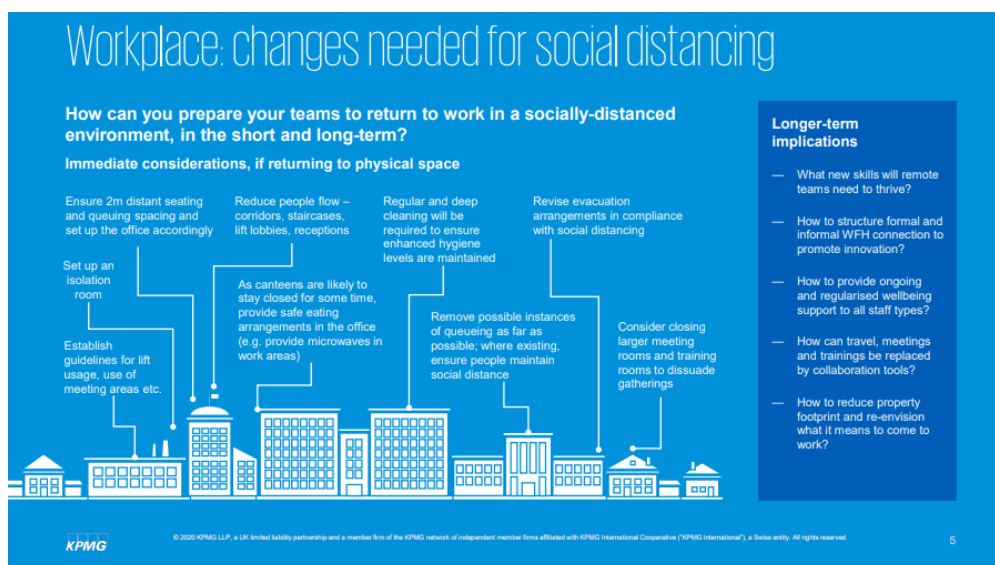 Workplace: changes needed for social distancing
How can you prepare your teams to return to work in a socially-distanced
environment, in the short and long-term?
Immediate considerations, if returning to physical space
Ensure 2m distant seating
and queuing spacing and
set up the office accordingly
Reduce people flow –
corridors, staircases,
lift lobbies, receptions
Regular and deep
cleaning will be
required to ensure
enhanced hygiene
levels are maintained
Revise evacuation
arrangements in compliance
with social distancing
Set up an
isolation
room
As canteens are likely to
stay closed for some time,
provide safe eating
arrangements in the office
(e.g. provide microwaves in
work areas)
Remove possible instances
of queueing as far as
possible; where existing,
ensure people maintain
social distance
Consider closing
larger meeting
rooms and training
rooms to dissuade
gatherings
Establish
guidelines for lift
usage, use of
meeting areas etc.
Longer-term
implications
— What new skills will remote
teams need to thrive?
— How to structure formal and
informal WFH connection to
promote innovation?
— How to provide ongoing
and regularised wellbeing
support to all staff types?
— How can travel, meetings
and trainings be replaced
by collaboration tools?
— How to reduce property
footprint and re-envision
what it means to come to
work?
KPMG
© 2020 KPMG LLP, a UK limited liability partnership and a member firm of the KPMG network of independent member firms affiliated with KPMG International Cooperative ("KPMG International"), a Swiss entity. All rights reserved.
5